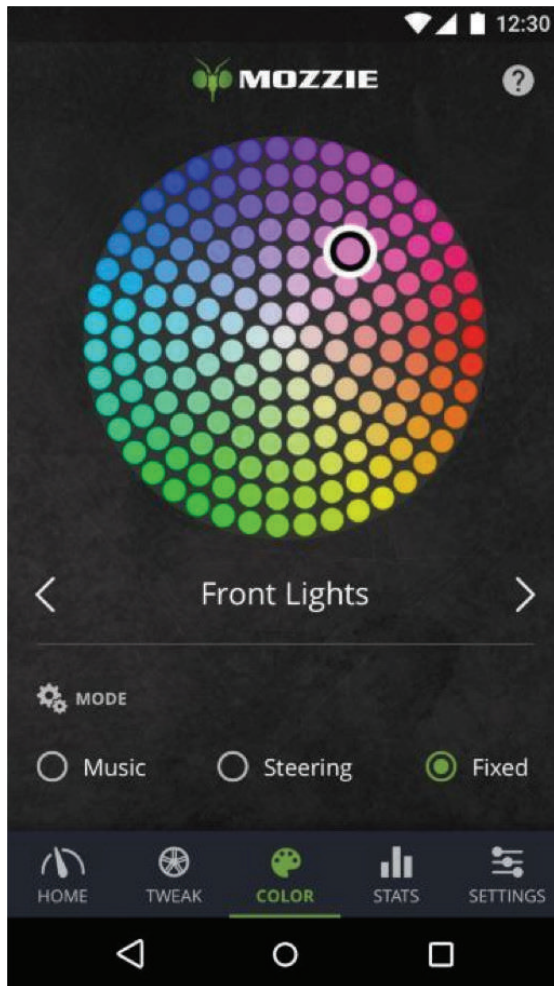 12:30
MOZZIE
?
Front Lights
MODE
Music Steering Fixed
HOME TWEAK COLOR STATS SETTINGS